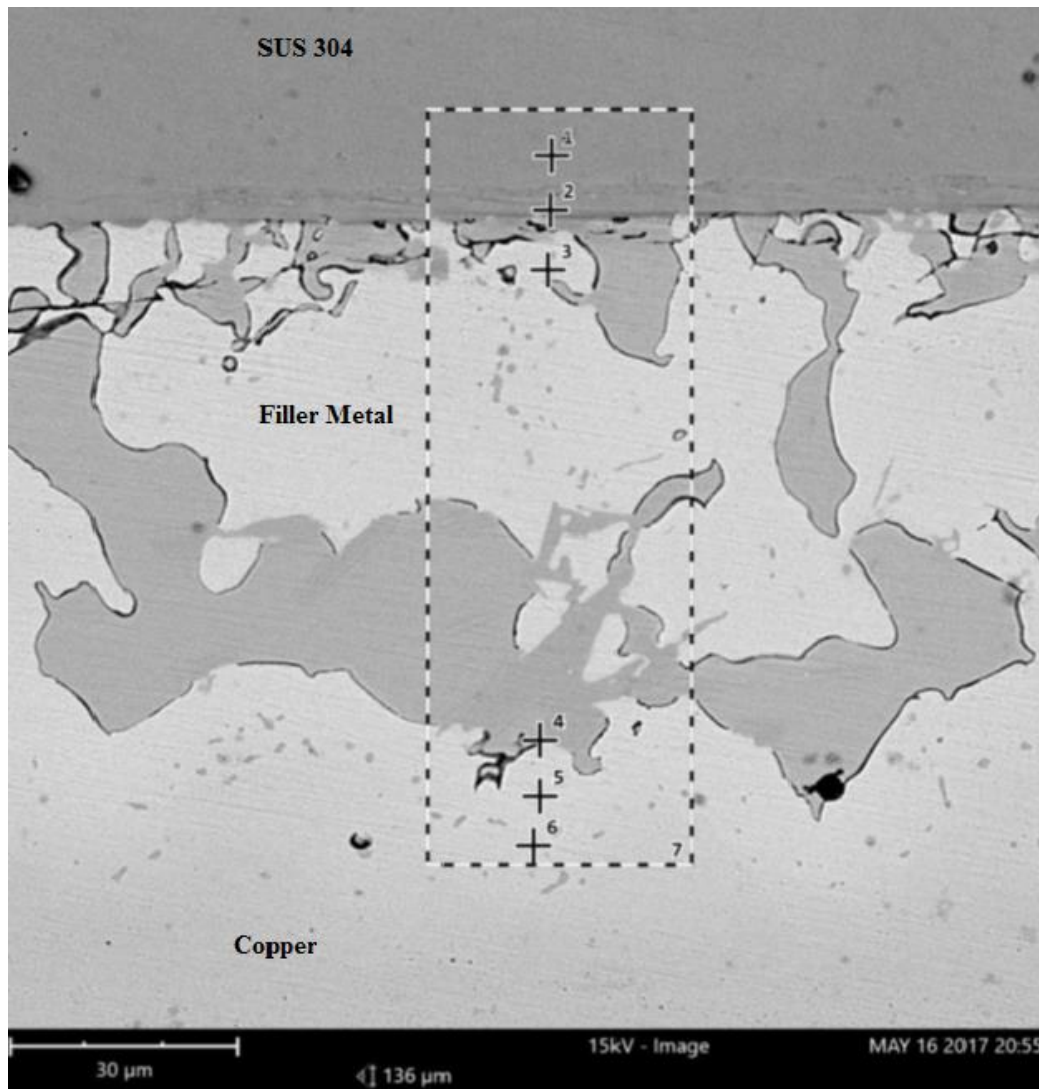 SUS 304
1
2
3
Filler Metal
4
5
6
7
Copper
30 µm
136 µm
15kV - Image
MAY 16 2017 20:55